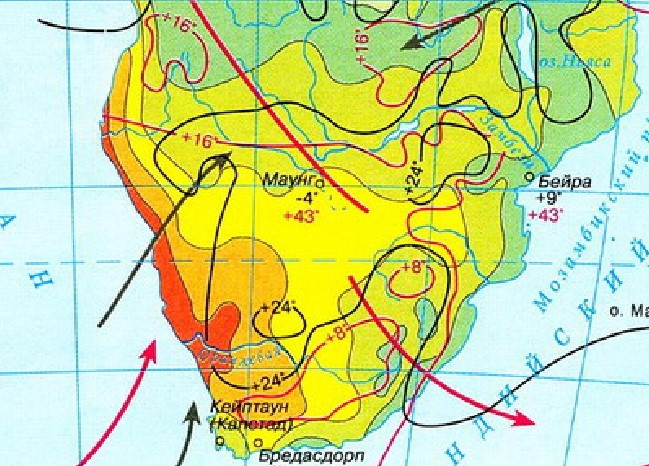 +16°
+16°
оз.Ньяса
Замбези
+16°
+24°
Маунг
-4°
+43°
Бейра
+9°
+43°
Мозамбикский п
А
Н
+8°
о. Ма
+24°
+8°
Оранжевая
+24°
Кейптаун
(Капстад)
Бредасдорп
Н Д И Й С К И Й